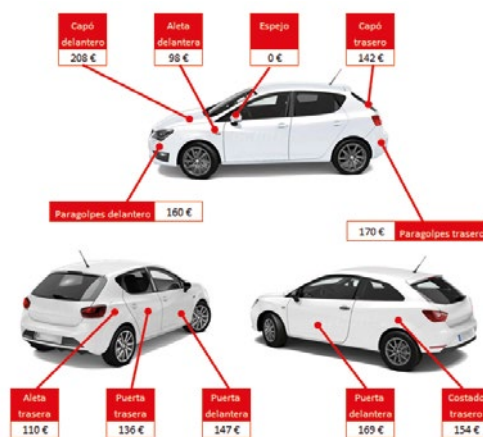 Capó
delantero
208 €
Aleta
delantera
98 €
Espejo
0 €
Capó
trasero
142 €
Paragolpes delantero
160 €
170 €
Paragolpes trasero
Aleta
trasera
110 €
Puerta
trasera
136 €
Puerta
delantera
147 €
Puerta
delantera
169 €
Costado
trasero
154 €